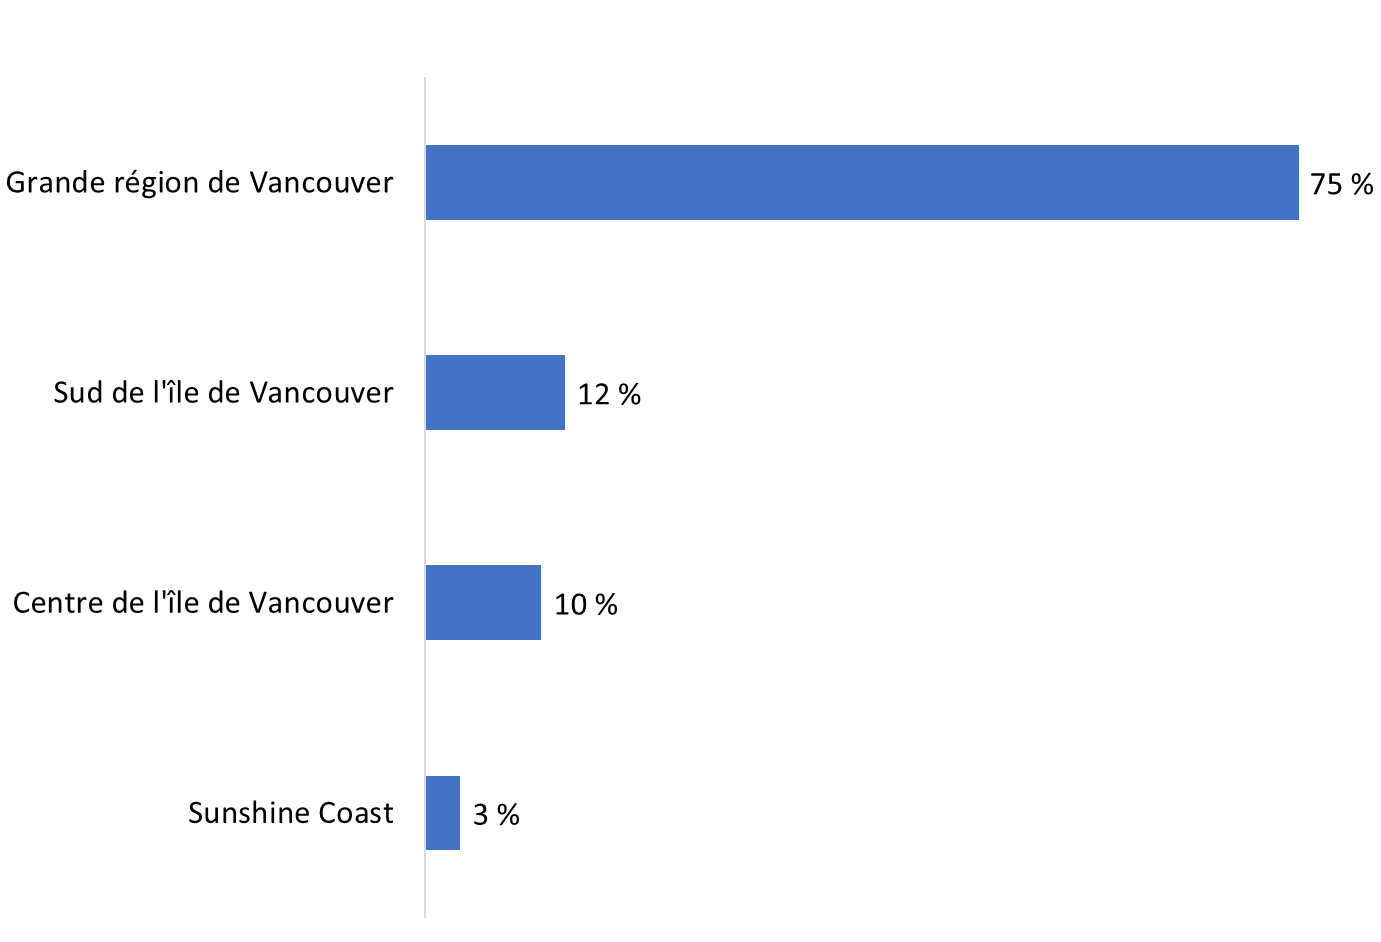 Grande région de Vancouver 75 %
Sud de l'île de Vancouver 12 %
Centre de l'île de Vancouver 10 %
Sunshine Coast 3 %